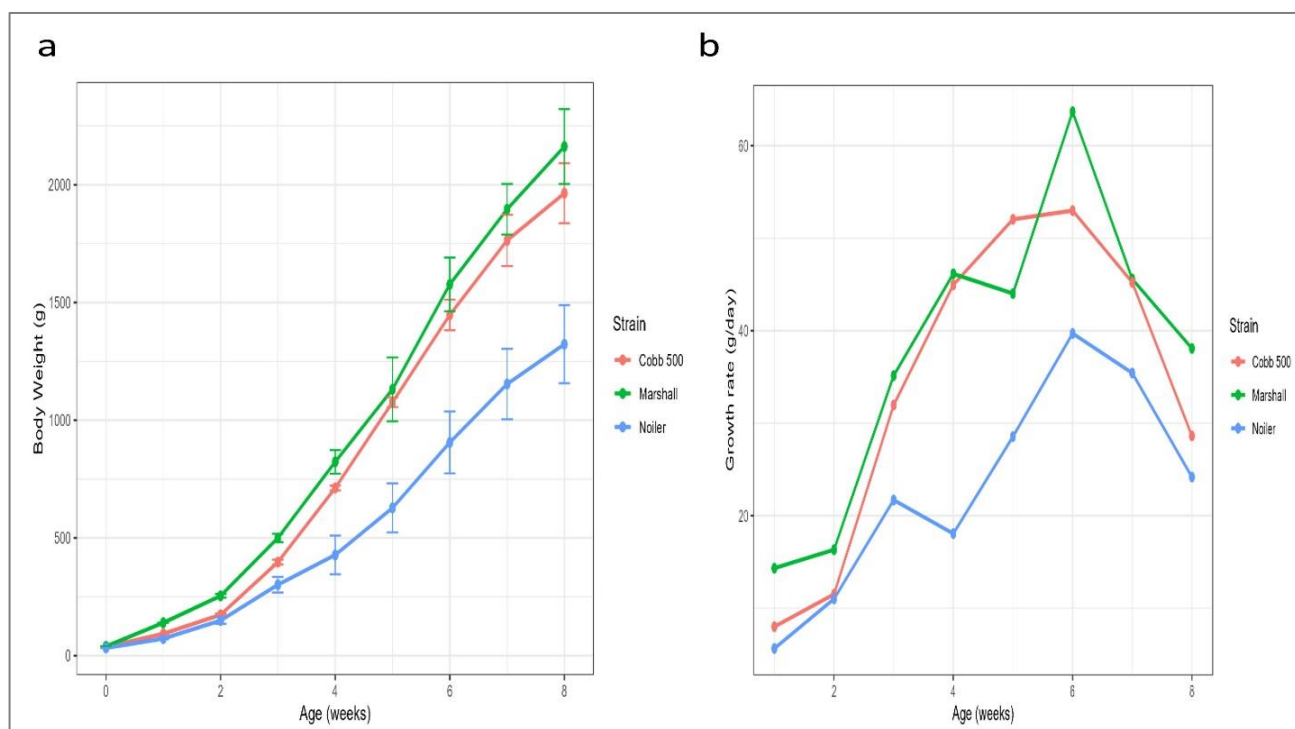 a
Body Weight (g)
2000
1500
1000
500
0
0 2 4 6 8
Age (weeks)
Strain
Cobb 500
Marshall
Noiler
b
Growth rate (g/day)
60
40
20
2 4 6 8
Age (weeks)
Strain
Cobb 500
Marshall
Noiler